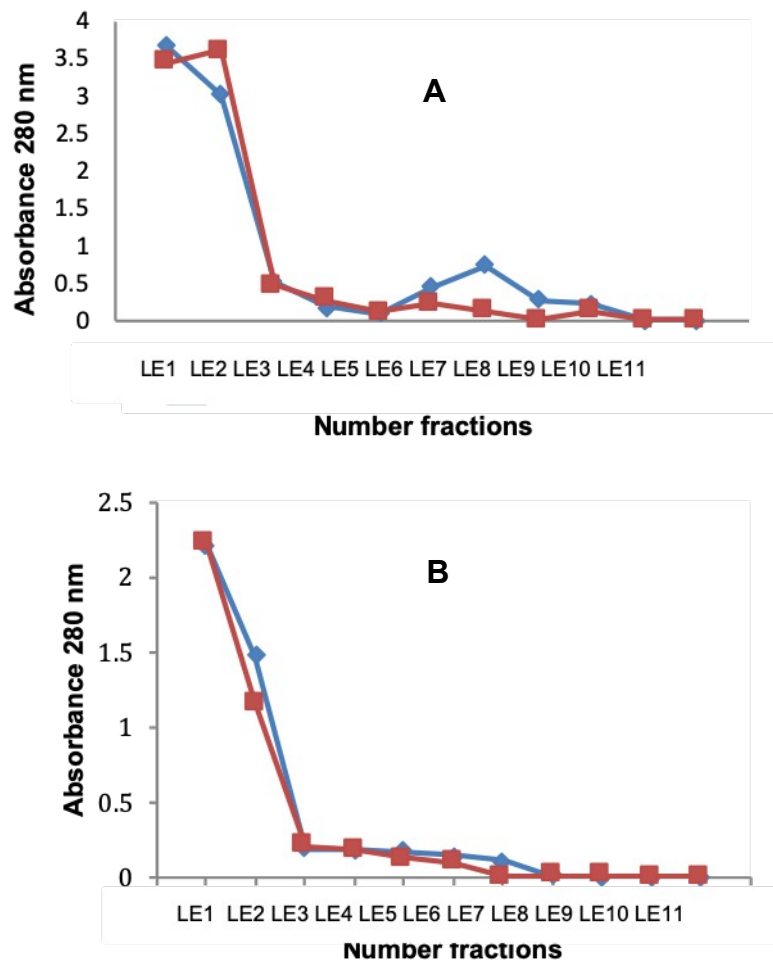 4
3.5
3
2.5
2
1.5
1
0.5
0
Absorbance 280 nm
A
LE1 LE2 LE3 LE4 LE5 LE6 LE7 LE8 LE9 LE10 LE11
Number fractions
2.5
2
1.5
1
0.5
0
Absorbance 280 nm
B
LE1 LE2 LE3 LE4 LE5 LE6 LE7 LE8 LE9 LE10 LE11
Number fractions